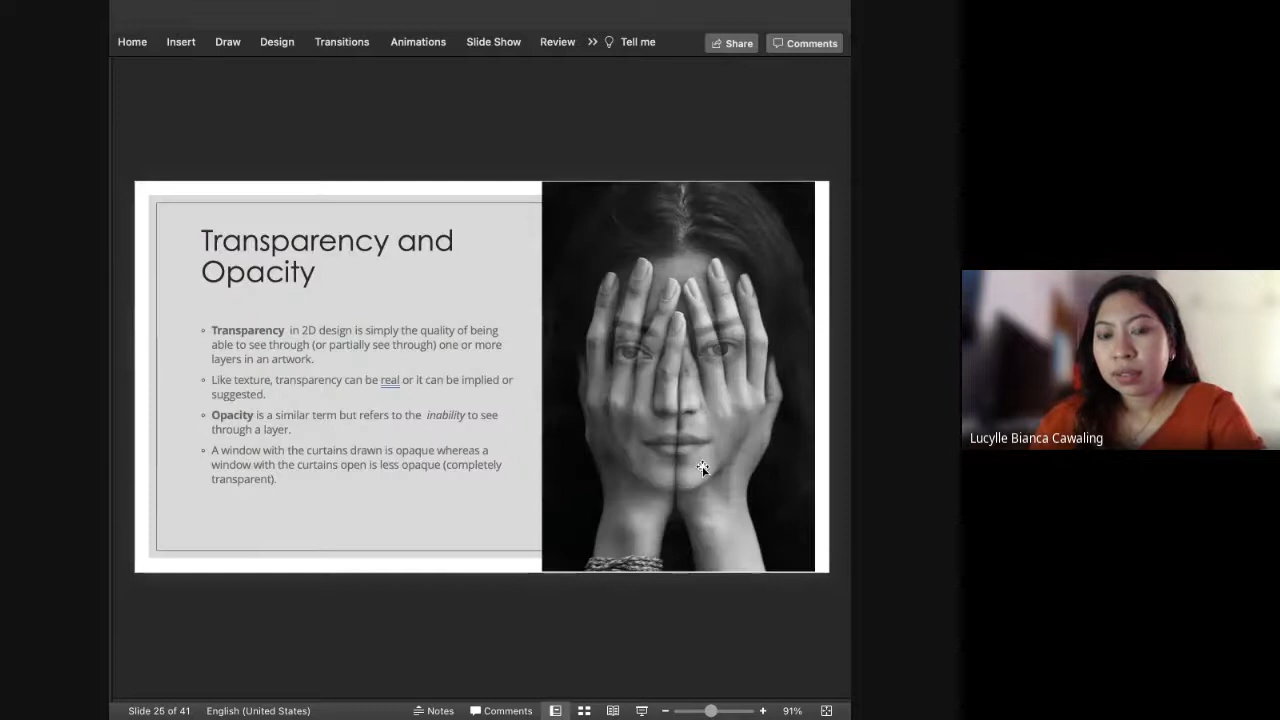 Home Insert Draw Design Transitions Animations Slide Show Review Tell me Share Comments
Transparency and
Opacity
Transparency in 2D design is simply the quality of being
able to see through (or partially see through) one or more
layers in an artwork.
Like texture, transparency can be real or it can be implied or
suggested.
Opacity is a similar term but refers to the inability to see
through a layer.
A window with the curtains drawn is opaque whereas a
window with the curtains open is less opaque (completely
transparent).
Lucylle Bianca Cawaling
Slide 25 of 41 English (United States) Notes Comments 91%